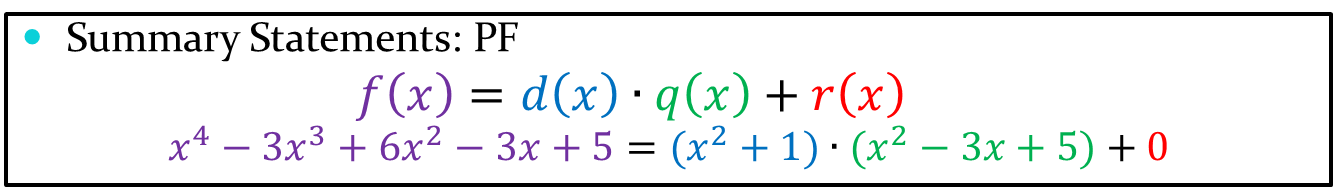 • Summary Statements: PF
f(x) = d(x) · q(x) + r(x)
x⁴ − 3x³ + 6x² − 3x + 5 = (x² + 1) · (x² − 3x + 5) + 0